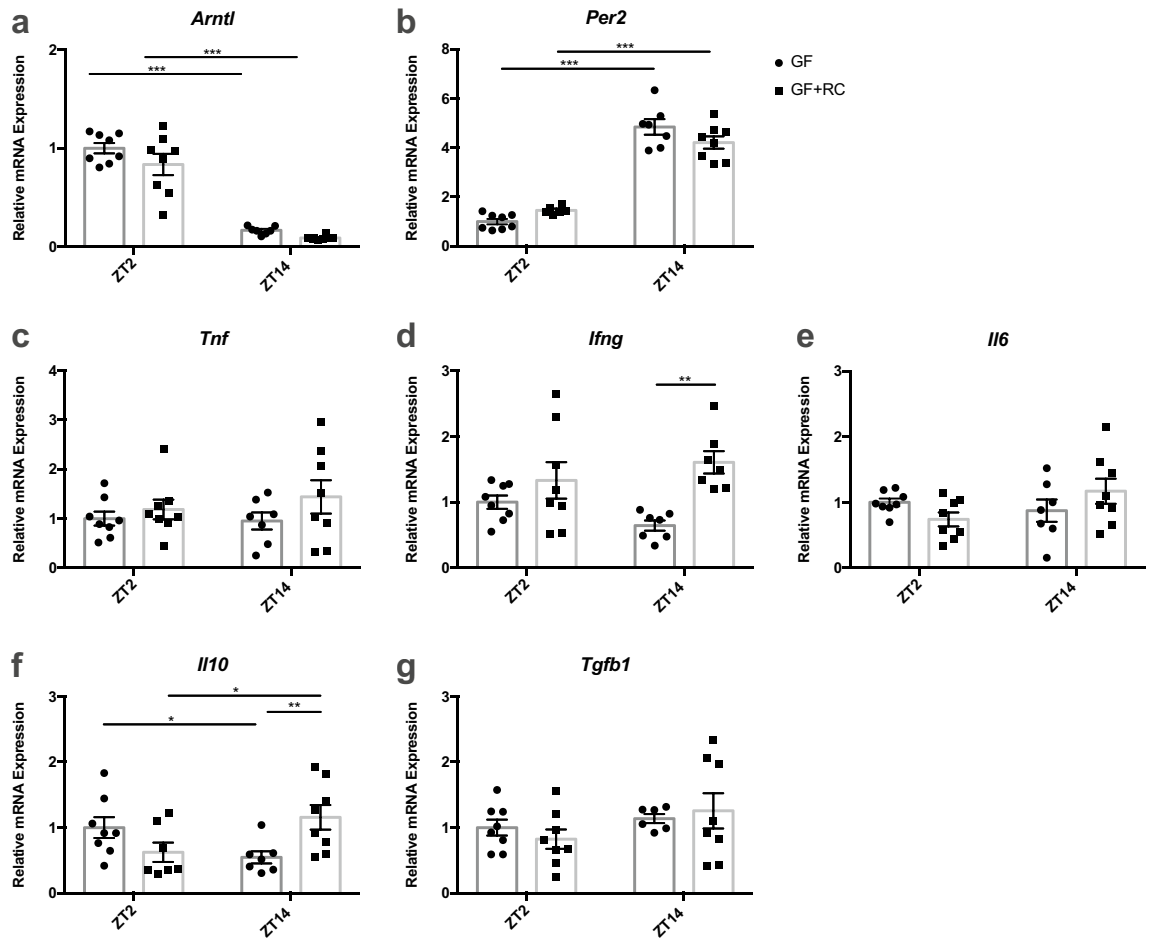 a
Arntl
Relative mRNA Expression
2
1
0
***
***
ZT2
ZT14
b
Per2
Relative mRNA Expression
8
6
4
2
0
***
***
ZT2
ZT14
GF
GF+RC
c
Tnf
Relative mRNA Expression
4
3
2
1
0
ZT2
ZT14
d
Ifng
Relative mRNA Expression
3
2
1
0
**
ZT2
ZT14
e
Il6
Relative mRNA Expression
3
2
1
0
ZT2
ZT14
f
Il10
Relative mRNA Expression
3
2
1
0
*
**
*
ZT2
ZT14
g
Tgfb1
Relative mRNA Expression
3
2
1
0
ZT2
ZT14